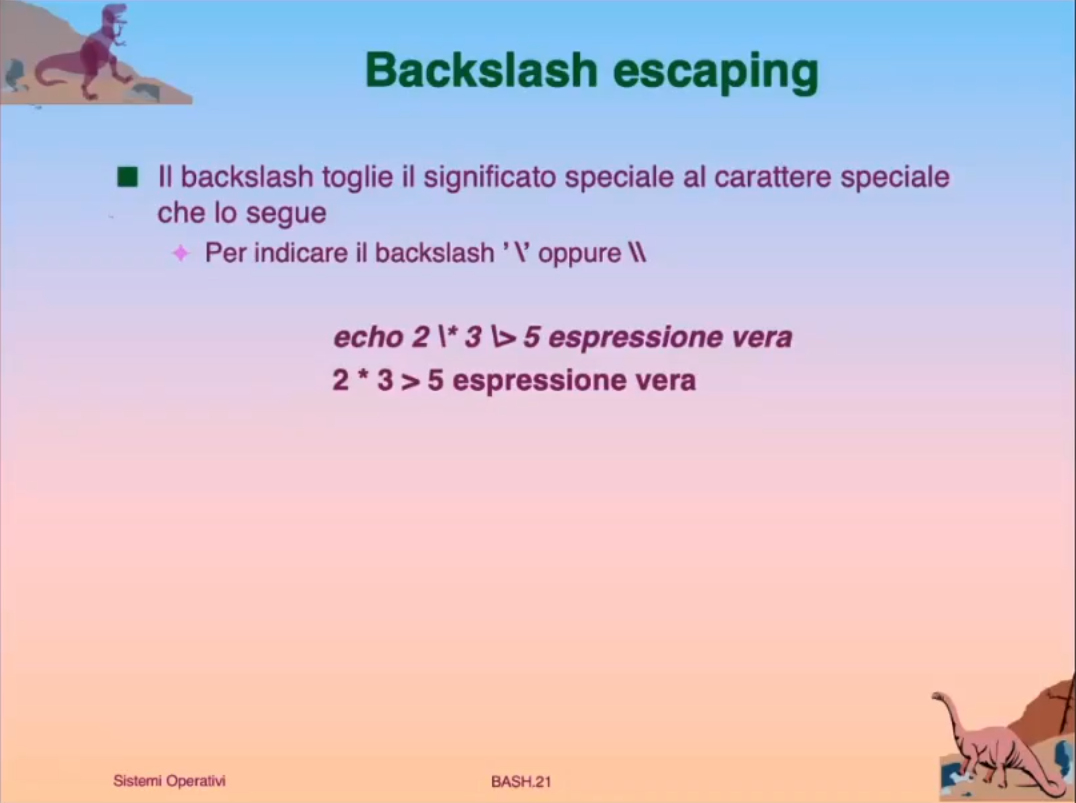 Backslash escaping
Il backslash toglie il significato speciale al carattere speciale
che lo segue
Per indicare il backslash ’ \’ oppure \\
echo 2 \* 3 \> 5 espressione vera
2 * 3 > 5 espressione vera
Sistemi Operativi
BASH.21